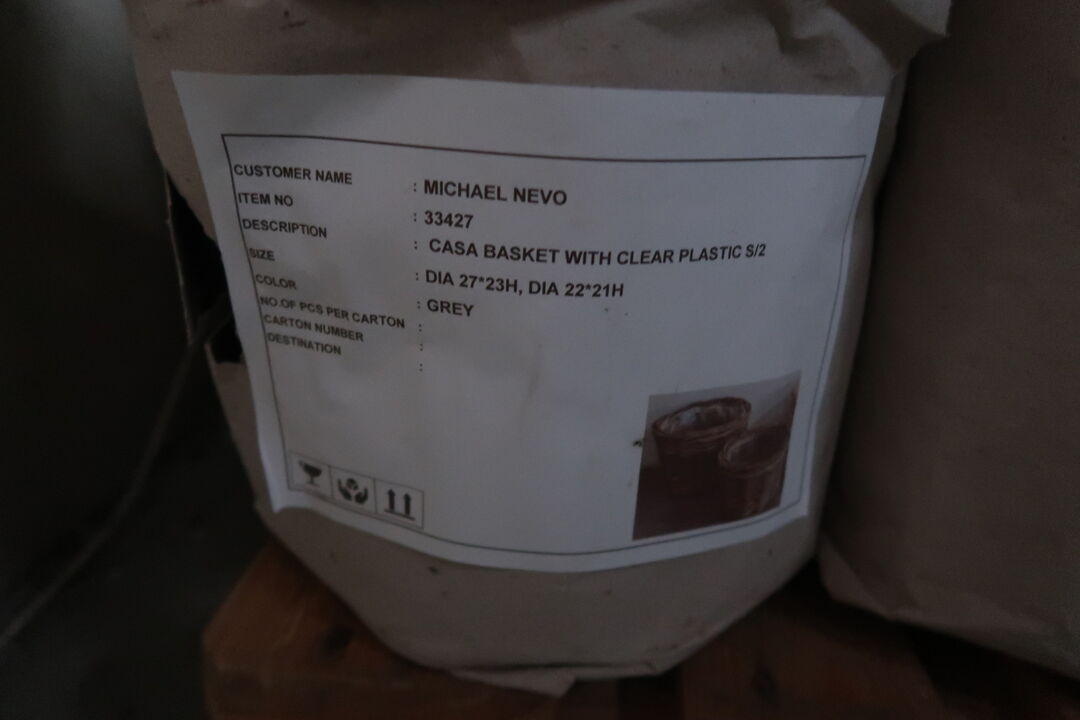 CUSTOMER NAME : MICHAEL NEVO
ITEM NO : 33427
DESCRIPTION : CASA BASKET WITH CLEAR PLASTIC S/2
SIZE : DIA 27*23H, DIA 22*21H
COLOR : GREY
NO.OF PCS PER CARTON :
CARTON NUMBER :
DESTINATION :